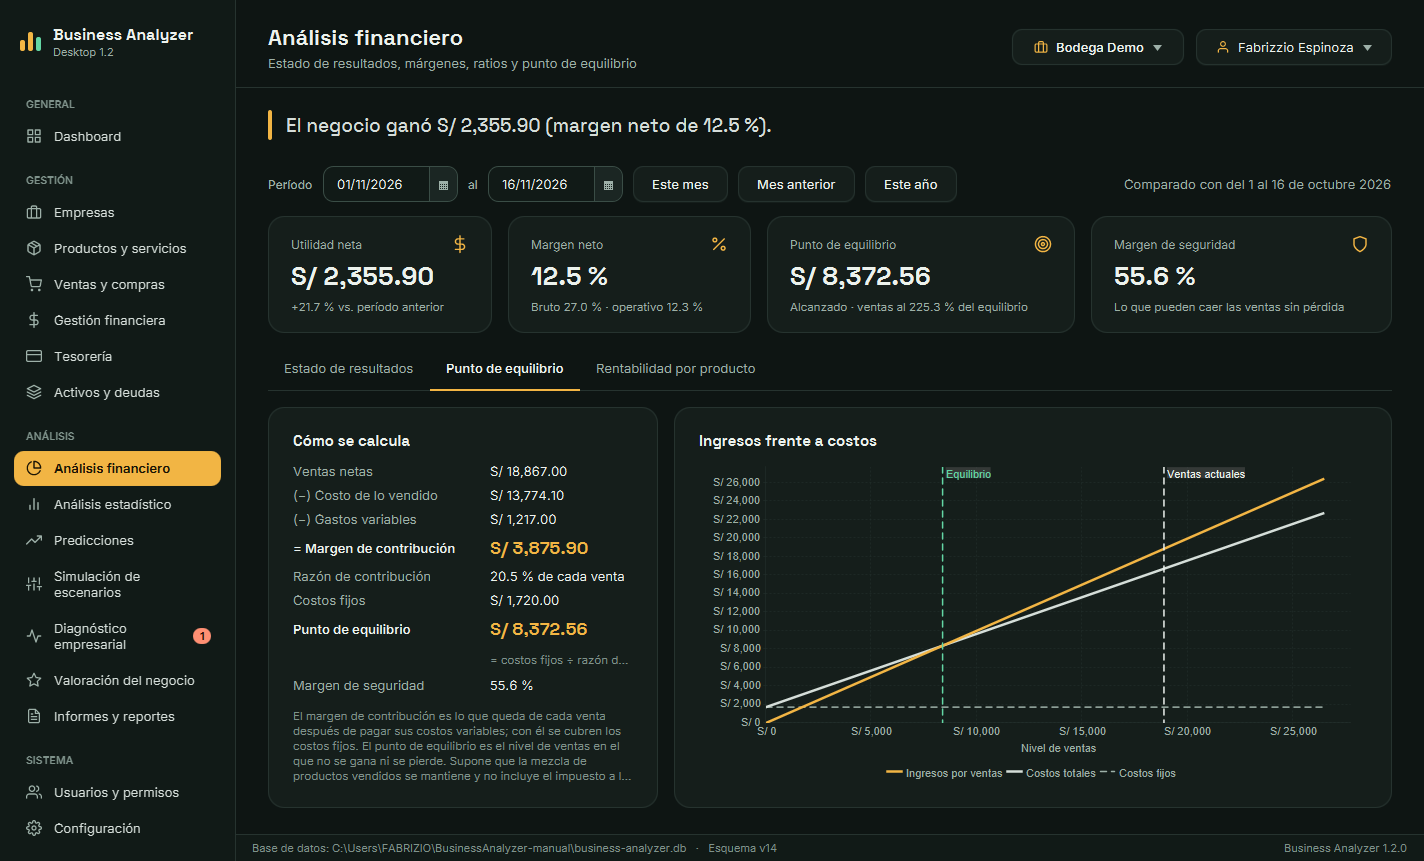 Business Analyzer
Desktop 1.2
GENERAL
Dashboard
GESTIÓN
Empresas
Productos y servicios
Ventas y compras
Gestión financiera
Tesorería
Activos y deudas
ANÁLISIS
Análisis financiero
Análisis estadístico
Predicciones
Simulación de
escenarios
Diagnóstico
empresarial
1
Valoración del negocio
Informes y reportes
SISTEMA
Usuarios y permisos
Configuración
Análisis financiero
Estado de resultados, márgenes, ratios y punto de equilibrio
Bodega Demo
Fabrizzio Espinoza
El negocio ganó S/ 2,355.90 (margen neto de 12.5 %).
Período 01/11/2026 al 16/11/2026 Este mes Mes anterior Este año Comparado con del 1 al 16 de octubre 2026
Utilidad neta
S/ 2,355.90
+21.7 % vs. período anterior
Margen neto
12.5 %
Bruto 27.0 % · operativo 12.3 %
Punto de equilibrio
S/ 8,372.56
Alcanzado · ventas al 225.3 % del equilibrio
Margen de seguridad
55.6 %
Lo que pueden caer las ventas sin pérdida
Estado de resultados Punto de equilibrio Rentabilidad por producto
Cómo se calcula
Ventas netas S/ 18,867.00
(−) Costo de lo vendido S/ 13,774.10
(−) Gastos variables S/ 1,217.00
= Margen de contribución S/ 3,875.90
Razón de contribución 20.5 % de cada venta
Costos fijos S/ 1,720.00
Punto de equilibrio S/ 8,372.56
= costos fijos ÷ razón d...
Margen de seguridad 55.6 %
El margen de contribución es lo que queda de cada venta
después de pagar sus costos variables; con él se cubren los
costos fijos. El punto de equilibrio es el nivel de ventas en el
que no se gana ni se pierde. Supone que la mezcla de
productos vendidos se mantiene y no incluye el impuesto a l...
Ingresos frente a costos
Equilibrio
Ventas actuales
S/ 26,000
S/ 24,000
S/ 22,000
S/ 20,000
S/ 18,000
S/ 16,000
S/ 14,000
S/ 12,000
S/ 10,000
S/ 8,000
S/ 6,000
S/ 4,000
S/ 2,000
S/ 0
S/ 0 S/ 5,000 S/ 10,000 S/ 15,000 S/ 20,000 S/ 25,000
Nivel de ventas
Ingresos por ventas Costos totales Costos fijos
Base de datos: C:\Users\FABRIZIO\BusinessAnalyzer-manual\business-analyzer.db · Esquema v14
Business Analyzer 1.2.0